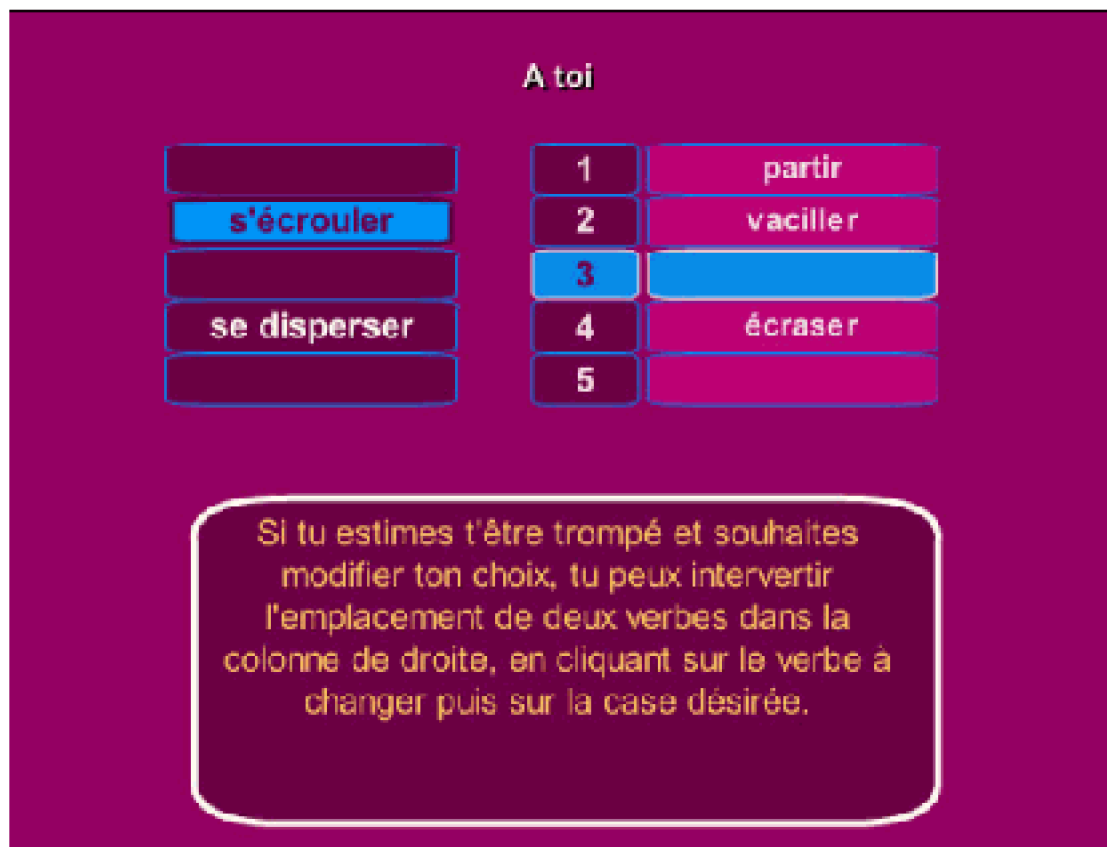 A toi
1 partir
s'écrouler 2 vaciller
3
se disperser 4 écraser
5
Si tu estimes t'être trompé et souhaites
modifier ton choix, tu peux intervertir
l'emplacement de deux verbes dans la
colonne de droite, en cliquant sur le verbe à
changer puis sur la case désirée.